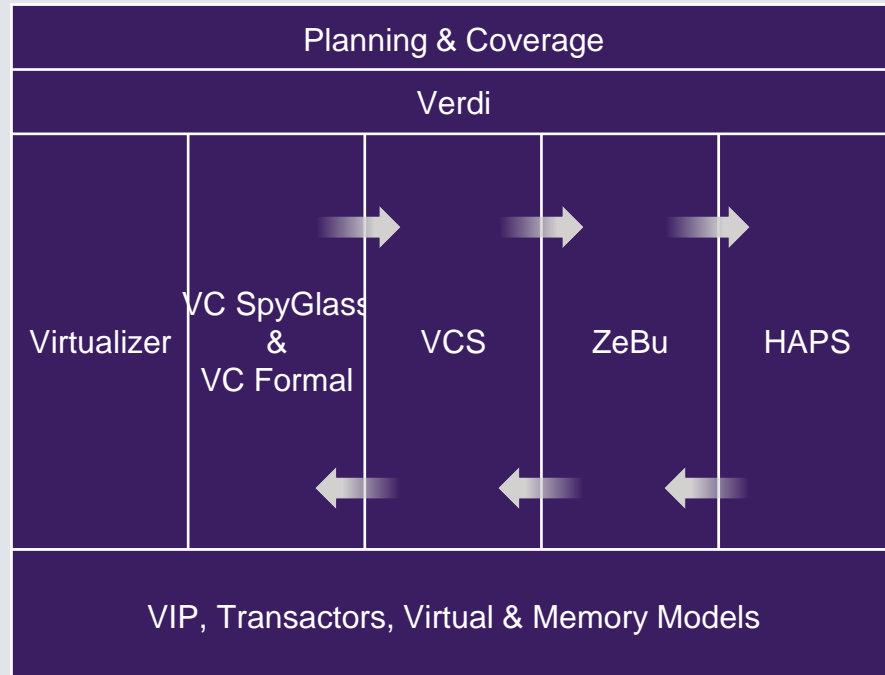 Planning & Coverage
Verdi
Virtualizer
VC SpyGlass
&
VC Formal
VCS
ZeBu
HAPS
VIP, Transactors, Virtual & Memory Models